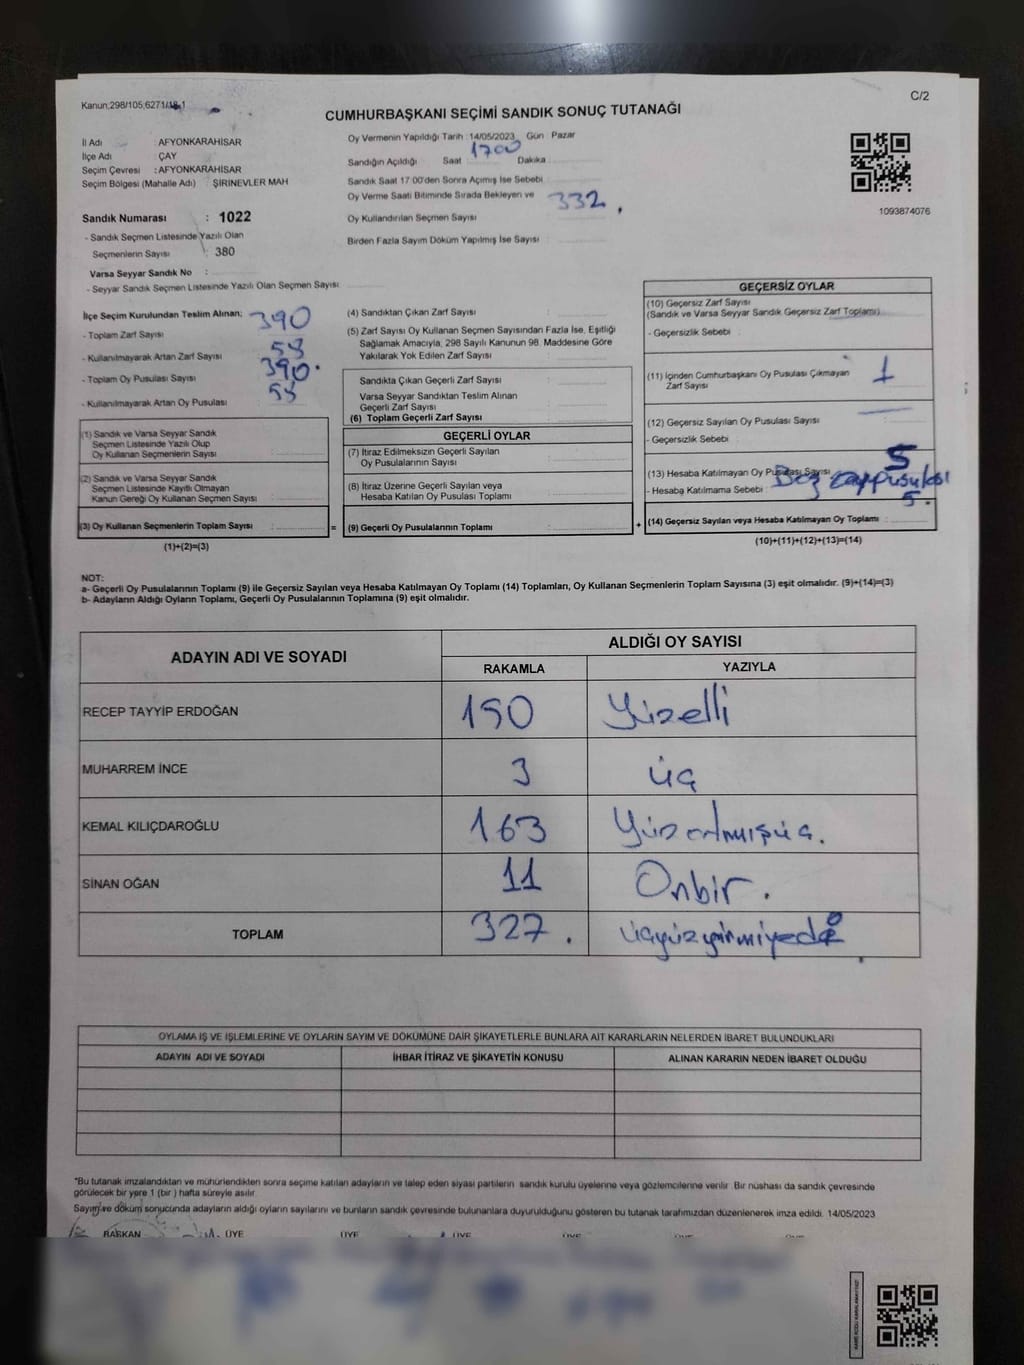 Kanun;298/105;6271/18-1
C/2
CUMHURBAŞKANI SEÇİMİ SANDIK SONUÇ TUTANAĞI
İl Adı : AFYONKARAHİSAR
İlçe Adı : ÇAY
Seçim Çevresi : AFYONKARAHİSAR
Seçim Bölgesi (Mahalle Adı) ŞİRİNEVLER MAH
Sandık Numarası : 1022
- Sandık Seçmen Listesinde Yazılı Olan
Seçmenlerin Sayısı : 380
Varsa Seyyar Sandık No :
- Seyyar Sandık Seçmen Listesinde Yazılı Olan Seçmen Sayısı:
Oy Vermenin Yapıldığı Tarih 14/05/2023 Gün Pazar
Sandığın Açıldığı Saat 1700 Dakika
Sandık Saat 17:00'den Sonra Açımış İse Sebebi
Oy Verme Saati Bitiminde Sırada Bekleyen ve 332
Oy Kullandırılan Seçmen Sayısı
Birden Fazla Sayım Döküm Yapılmış İse Sayısı :
1093874076
İlçe Seçim Kurulundan Teslim Alınan; 390
- Toplam Zarf Sayısı
- Kullanılmayarak Artan Zarf Sayısı 58
- Toplam Oy Pusulası Sayısı 390.
- Kullanılmayarak Artan Oy Pusulası : 58
(1) Sandık ve Varsa Seyyar Sandık
Seçmen Listesinde Yazılı Olup
Oy Kullanan Seçmenlerin Sayısı :
(2) Sandık ve Varsa Seyyar Sandık
Seçmen Listesinde Kayıtlı Olmayan
Kanun Gereği Oy Kullanan Seçmen Sayısı :
(3) Oy Kullanan Seçmenlerin Toplam Sayısı :
(1)+(2)=(3)
=
(4) Sandıktan Çıkan Zarf Sayısı :
(5) Zarf Sayısı Oy Kullanan Seçmen Sayısından Fazla İse, Eşitliği
Sağlamak Amacıyla, 298 Sayılı Kanunun 98. Maddesine Göre
Yakılarak Yok Edilen Zarf Sayısı :
Sandıkta Çıkan Geçerli Zarf Sayısı :
Varsa Seyyar Sandıktan Teslim Alınan
Geçerli Zarf Sayısı :
(6) Toplam Geçerli Zarf Sayısı :
GEÇERLİ OYLAR
(7) İtiraz Edilmeksizin Geçerli Sayılan
Oy Pusulalarının Sayısı :
(8) İtiraz Üzerine Geçerli Sayılan veya
Hesaba Katılan Oy Pusulası Toplamı :
(9) Geçerli Oy Pusulalarının Toplamı :
+
GEÇERSİZ OYLAR
(10) Geçersiz Zarf Sayısı
(Sandık ve Varsa Seyyar Sandık Geçersiz Zarf Toplamı)
- Geçersizlik Sebebi :
(11) İçinden Cumhurbaşkanı Oy Pusulası Çıkmayan
Zarf Sayısı 1
(12) Geçersiz Sayılan Oy Pusulası Sayısı :
- Geçersizlik Sebebi
(13) Hesaba Katılmayan Oy Pusulası Sayısı 5
- Hesaba Katılmama Sebebi :
5.
(14) Geçersiz Sayılan veya Hesaba Katılmayan Oy Toplamı :
(10)+(11)+(12)+(13)=(14)
NOT:
a- Geçerli Oy Pusulalarının Toplamı (9) ile Geçersiz Sayılan veya Hesaba Katılmayan Oy Toplamı (14) Toplamları, Oy Kullanan Seçmenlerin Toplam Sayısına (3) eşit olmalıdır. (9)+(14)=(3)
b- Adayların Aldığı Oyların Toplamı, Geçerli Oy Pusulalarının Toplamına (9) eşit olmalıdır.
ADAYIN ADI VE SOYADI
ALDIĞI OY SAYISI
RAKAMLA YAZIYLA
RECEP TAYYİP ERDOĞAN 150 Yüzelli
MUHARREM İNCE 3 üç
KEMAL KILIÇDAROĞLU 163 Yüzatmışüç.
SİNAN OĞAN 11 Onbir.
TOPLAM 327. üçyüzyirmiyedi
OYLAMA İŞ VE İŞLEMLERİNE VE OYLARIN SAYIM VE DÖKÜMÜNE DAİR ŞİKAYETLERLE BUNLARA AİT KARARLARIN NELERDEN İBARET BULUNDUKLARI
ADAYIN ADI VE SOYADI İHBAR İTİRAZ VE ŞİKAYETİN KONUSU ALINAN KARARIN NEDEN İBARET OLDUĞU
*Bu tutanak imzalandıktan ve mühürlendikten sonra seçime katılan adayların ve talep eden siyasi partilerin sandık kurulu üyelerine veya gözlemcilerine verilir. Bir nüshası da sandık çevresinde
görülecek bir yere 1 (bir ) hafta süreyle asılır.
Sayım ve döküm sonucunda adayların aldığı oyların sayılarını ve bunların sandık çevresinde bulunanlara duyurulduğunu gösteren bu tutanak tarafımızdan düzenlenerek imza edildi. 14/05/2023
BAŞKAN ÜYE ÜYE ÜYE ÜYE ÜYE ÜYE